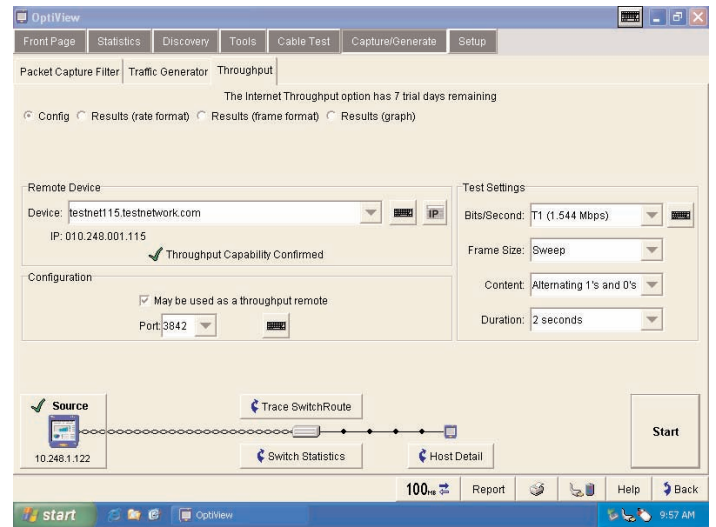 OptiView
Front Page Statistics Discovery Tools Cable Test Capture/Generate Setup
Packet Capture Filter Traffic Generator Throughput
The Internet Throughput option has 7 trial days remaining
Config Results (rate format) Results (frame format) Results (graph)
Remote Device
Device: testnet115.testnetwork.com IP
IP: 010.248.001.115
Throughput Capability Confirmed
Configuration
May be used as a throughput remote
Port: 3842
Test Settings
Bits/Second: T1 (1.544 Mbps)
Frame Size: Sweep
Content: Alternating 1's and 0's
Duration: 2 seconds
Source
10.248.1.122
Trace SwitchRoute
Switch Statistics
Host Detail
Start
100MB Report Help Back
start OptiView 9:57 AM